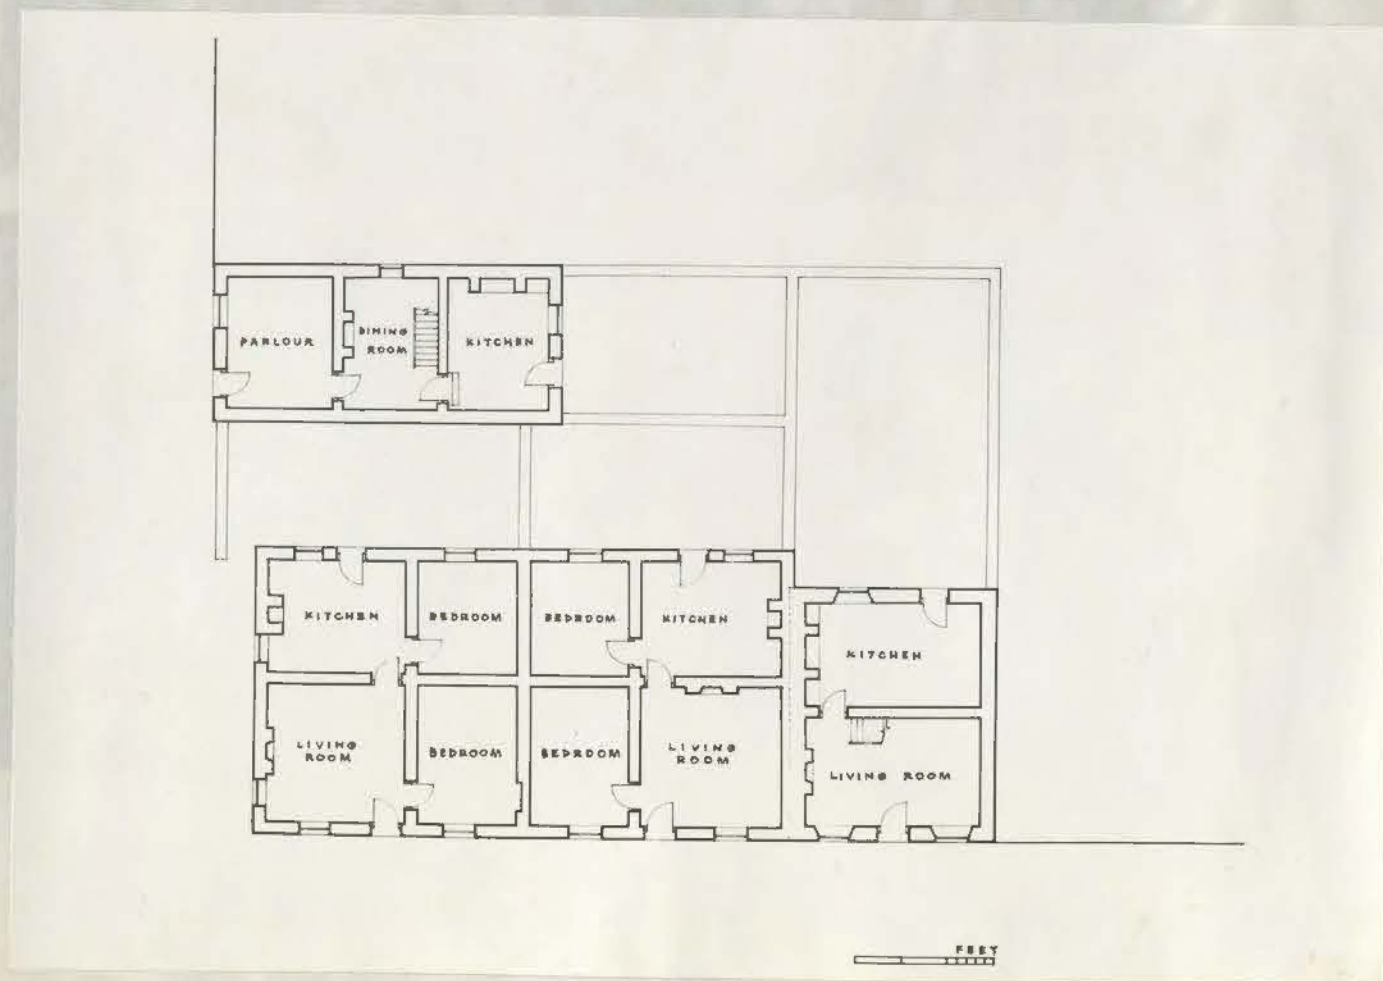 PARLOUR
DINING
ROOM
KITCHEN
KITCHEN
BEDROOM
BEDROOM
KITCHEN
KITCHEN
LIVING
ROOM
BEDROOM
BEDROOM
LIVING
ROOM
LIVING ROOM
FEET